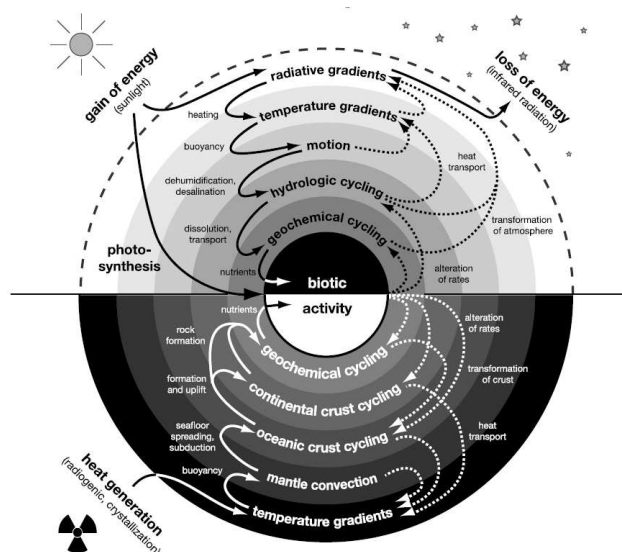 gain of energy
(sunlight)
loss of energy
(infrared radiation)
radiative gradients
heating
temperature gradients
buoyancy
motion
dehumidification,
desalination
hydrologic cycling
heat
transport
dissolution,
transport
geochemical cycling
transformation
of atmosphere
photo-
synthesis
nutrients
biotic
alteration
of rates
activity
nutrients
alteration
of rates
rock
formation
geochemical cycling
transformation
of crust
formation
and uplift
continental crust cycling
seafloor
spreading,
subduction
oceanic crust cycling
heat
transport
buoyancy
mantle convection
temperature gradients
heat generation
(radiogenic, crystallization)